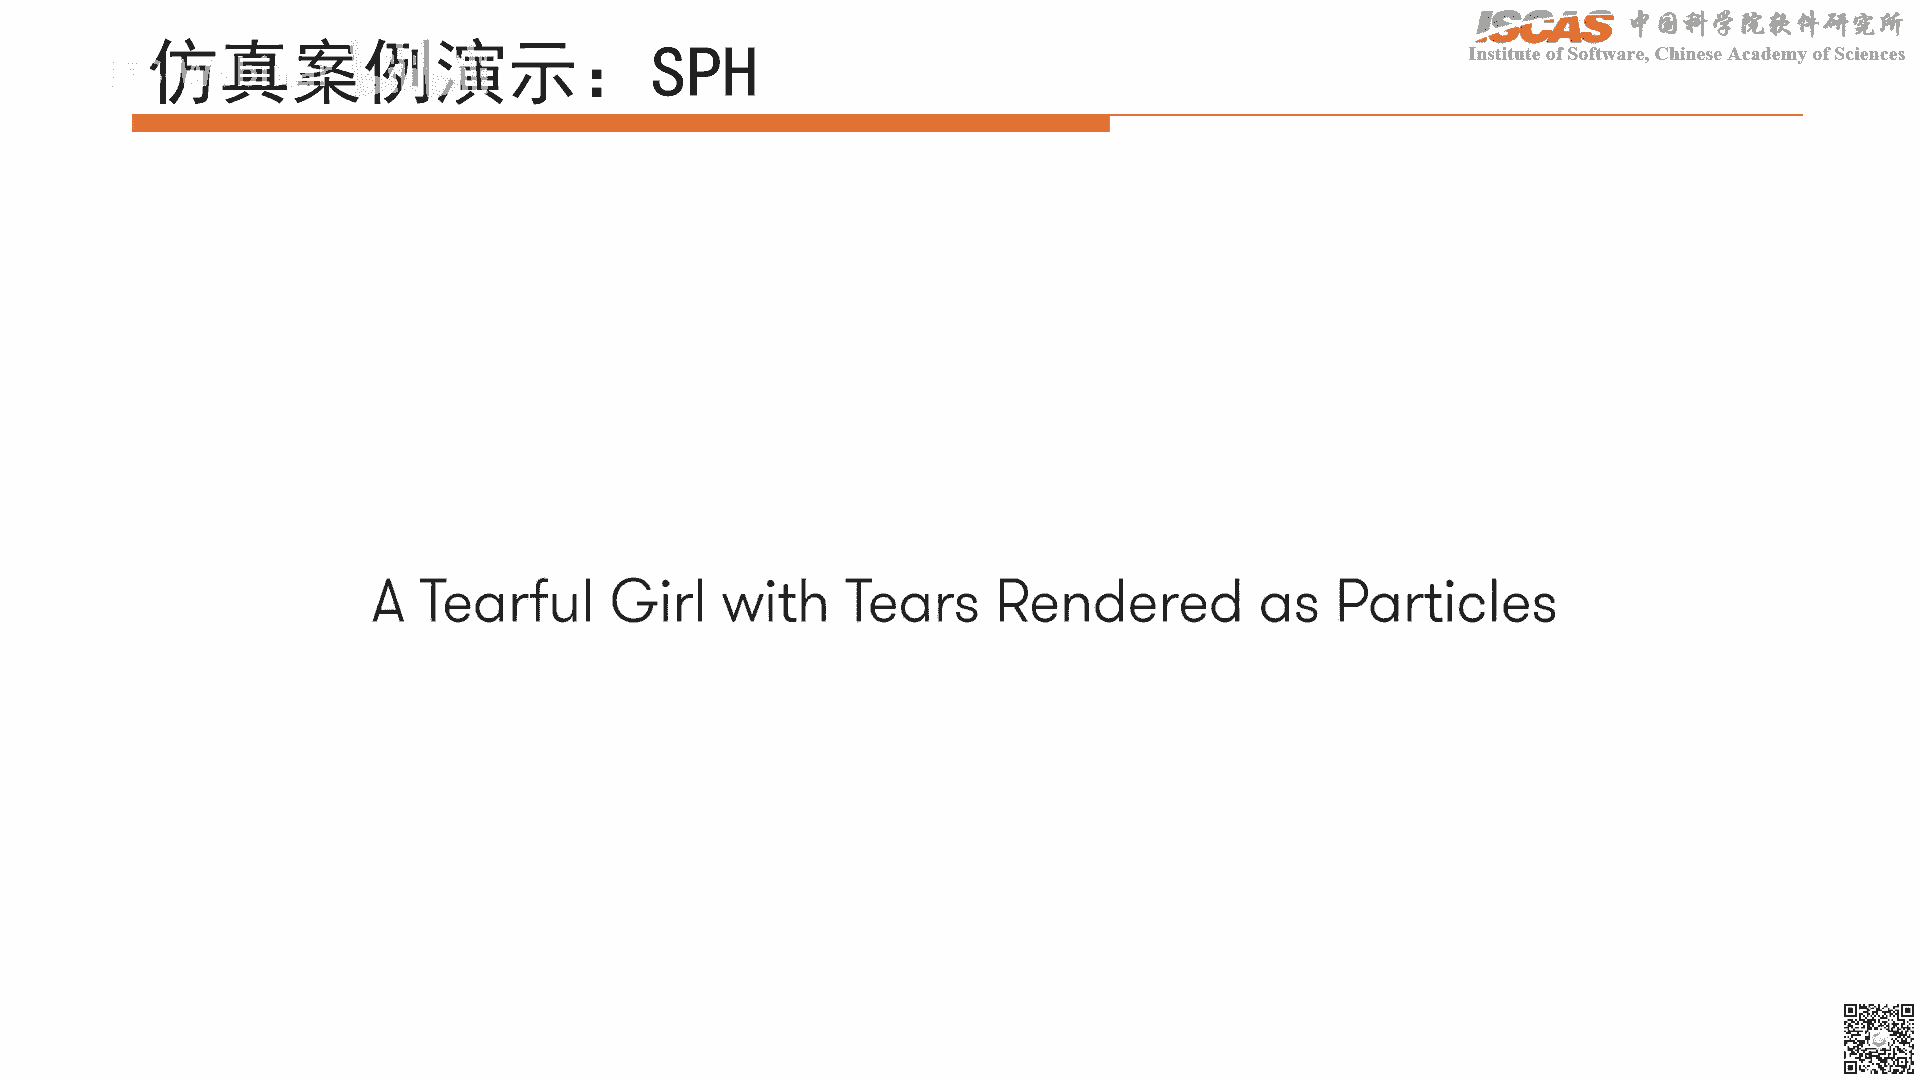 ISCAS 中国科学院软件研究所
Institute of Software, Chinese Academy of Sciences
仿真案例演示：SPH
A Tearful Girl with Tears Rendered as Particles